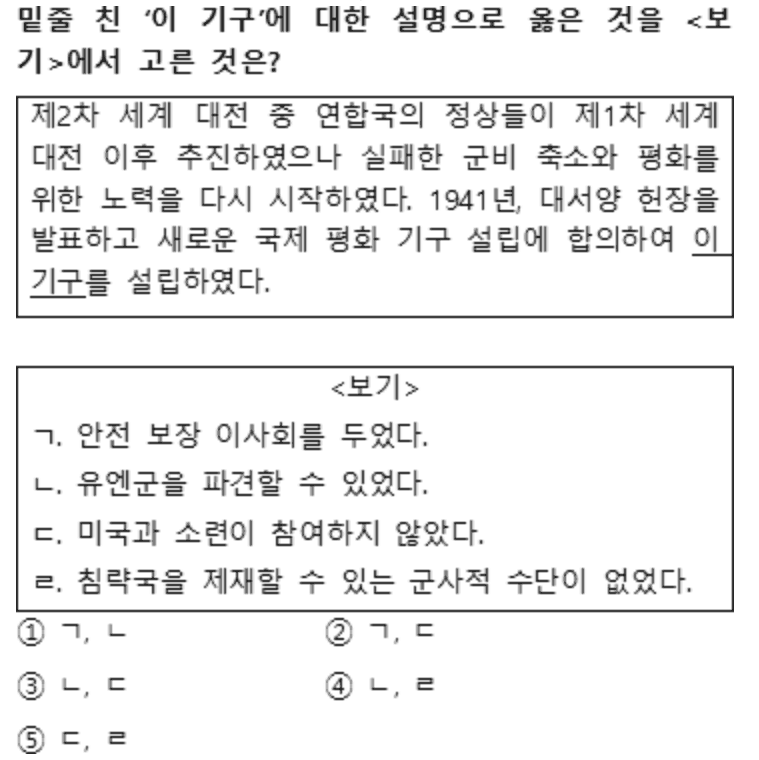 밑줄 친 ‘이 기구’에 대한 설명으로 옳은 것을 <보
기>에서 고른 것은?
제2차 세계 대전 중 연합국의 정상들이 제1차 세계
대전 이후 추진하였으나 실패한 군비 축소와 평화를
위한 노력을 다시 시작하였다. 1941년, 대서양 헌장을
발표하고 새로운 국제 평화 기구 설립에 합의하여 이
기구를 설립하였다.
<보기>
ㄱ. 안전 보장 이사회를 두었다.
ㄴ. 유엔군을 파견할 수 있었다.
ㄷ. 미국과 소련이 참여하지 않았다.
ㄹ. 침략국을 제재할 수 있는 군사적 수단이 없었다.
① ㄱ, ㄴ ② ㄱ, ㄷ
③ ㄴ, ㄷ ④ ㄴ, ㄹ
⑤ ㄷ, ㄹ